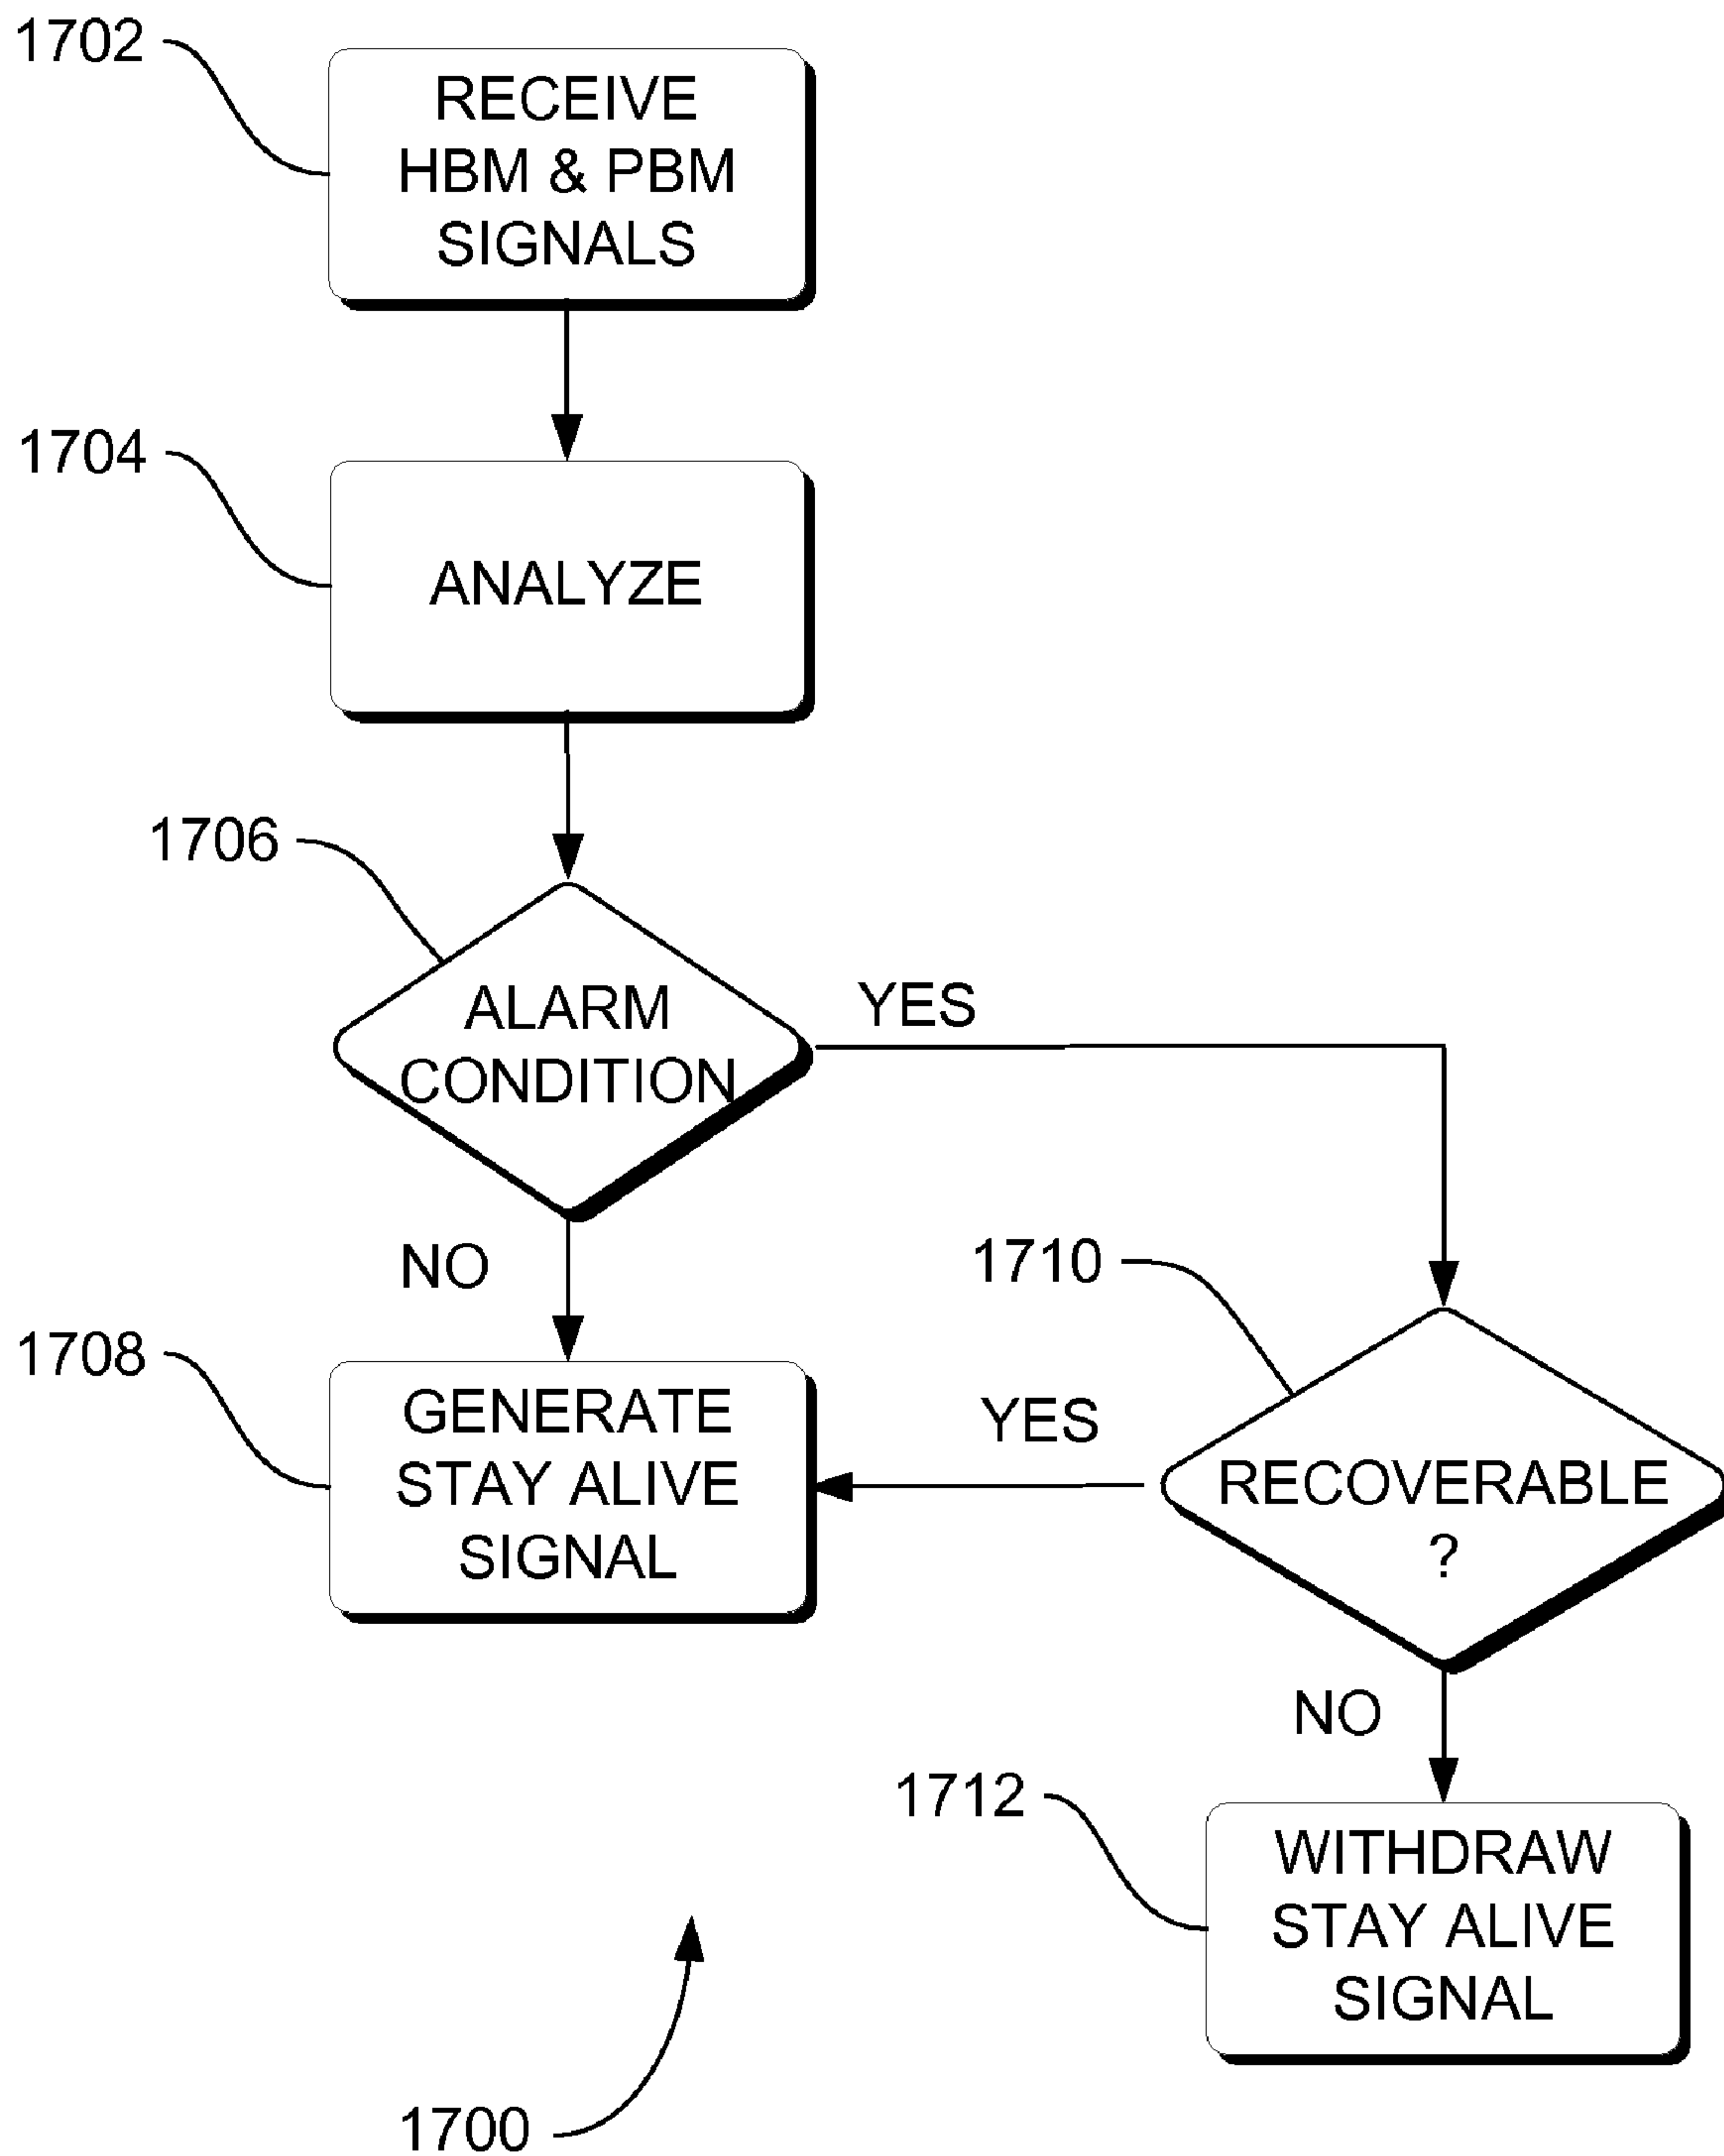 1702
RECEIVE
HBM & PBM
SIGNALS
1704
ANALYZE
1706
ALARM
CONDITION
YES
NO
1708
GENERATE
STAY ALIVE
SIGNAL
1710
YES
RECOVERABLE
?
NO
1712
WITHDRAW
STAY ALIVE
SIGNAL
1700